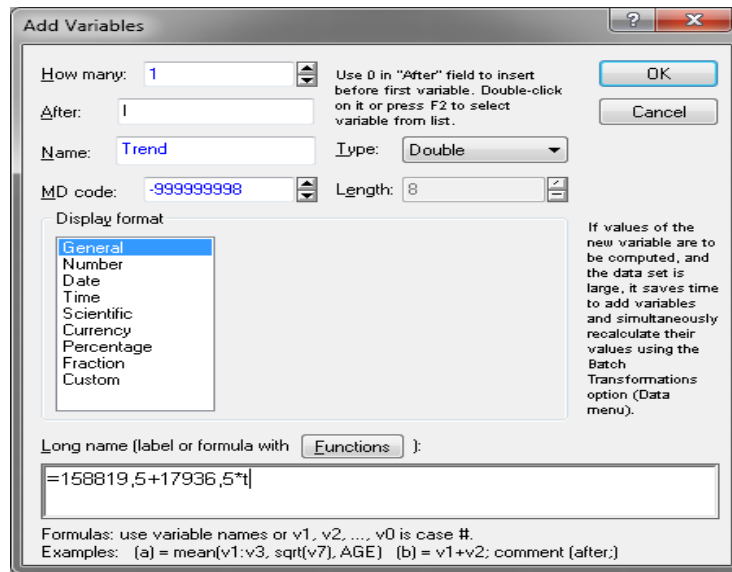 Add Variables
How many: 1
After: I
Name: Trend
MD code: -999999998
Use 0 in "After" field to insert
before first variable. Double-click
on it or press F2 to select
variable from list.
Type: Double
Length: 8
OK
Cancel
Display format
General
Number
Date
Time
Scientific
Currency
Percentage
Fraction
Custom
If values of the
new variable are to
be computed, and
the data set is
large, it saves time
to add variables
and simultaneously
recalculate their
values using the
Batch
Transformations
option (Data
menu).
Long name (label or formula with Functions ):
=158819,5+17936,5*t
Formulas: use variable names or v1, v2, ..., v0 is case #.
Examples: (a) = mean(v1:v3, sqrt(v7), AGE) (b) = v1+v2; comment (after;)